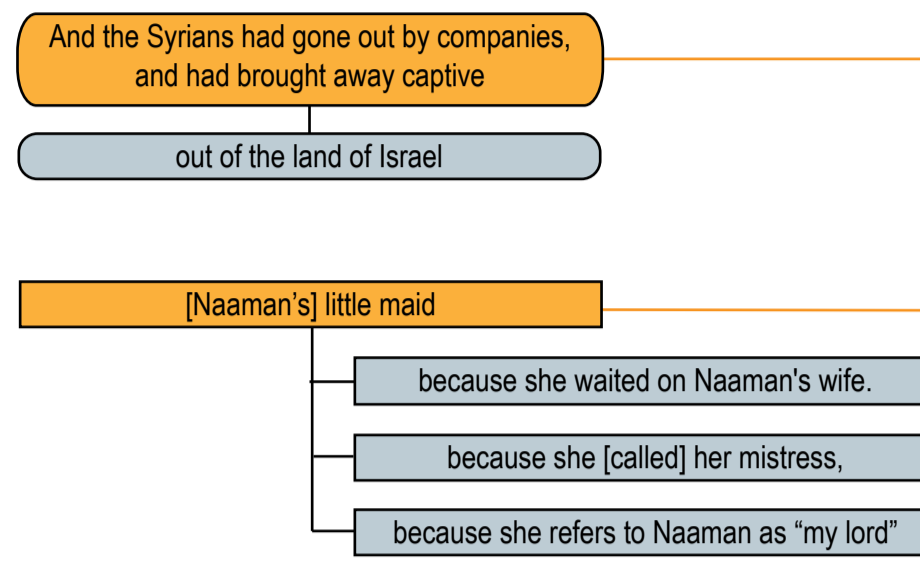 And the Syrians had gone out by companies,
and had brought away captive
out of the land of Israel
[Naaman’s] little maid
because she waited on Naaman's wife.
because she [called] her mistress,
because she refers to Naaman as “my lord”